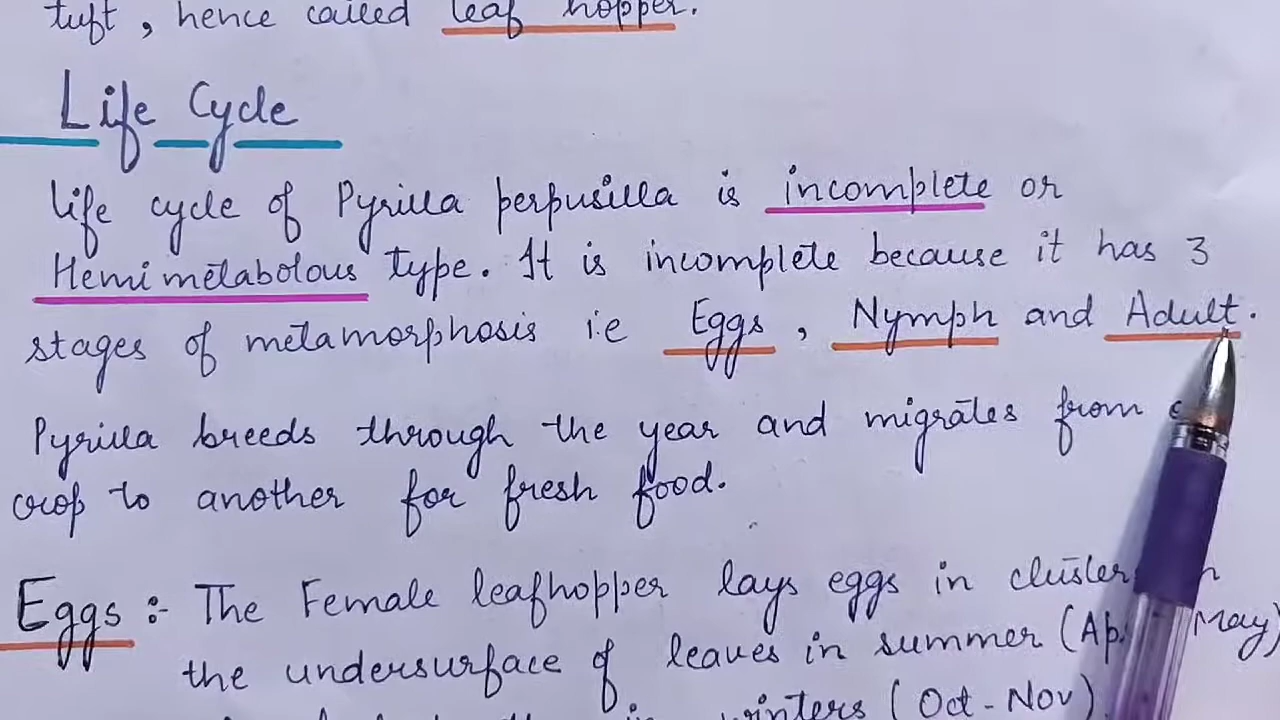 tuft, hence called leaf hopper.
Life Cycle
life cycle of Pyrilla perpusilla is incomplete or
Hemimetabolous type. It is incomplete because it has 3
stages of metamorphosis i.e Eggs, Nymph and Adult.
Pyrilla breeds through the year and migrates from
crop to another for fresh food.
Eggs :- The Female leafhopper lays eggs in cluster
the undersurface of leaves in summer (Ap. May)
winters (Oct-Nov)